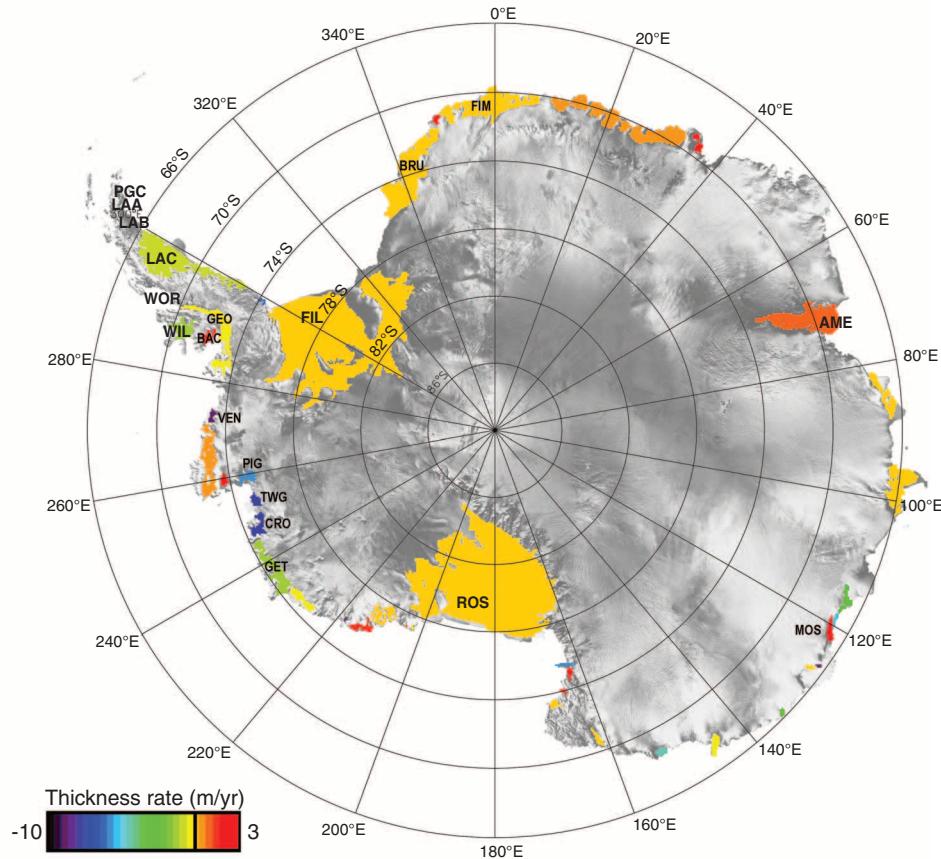 0°E
340°E
20°E
320°E
40°E
FIM
66°S
BRU
PGC
LAA
LAB
70°S
60°E
74°S
LAC
WOR
78°S
FIL
GEO
WIL
BAC
82°S
AME
280°E
80°E
86°S
VEN
PIG
260°E
TWG
100°E
CRO
GET
ROS
MOS
240°E
120°E
220°E
140°E
Thickness rate (m/yr)
-10
3
200°E
160°E
180°E